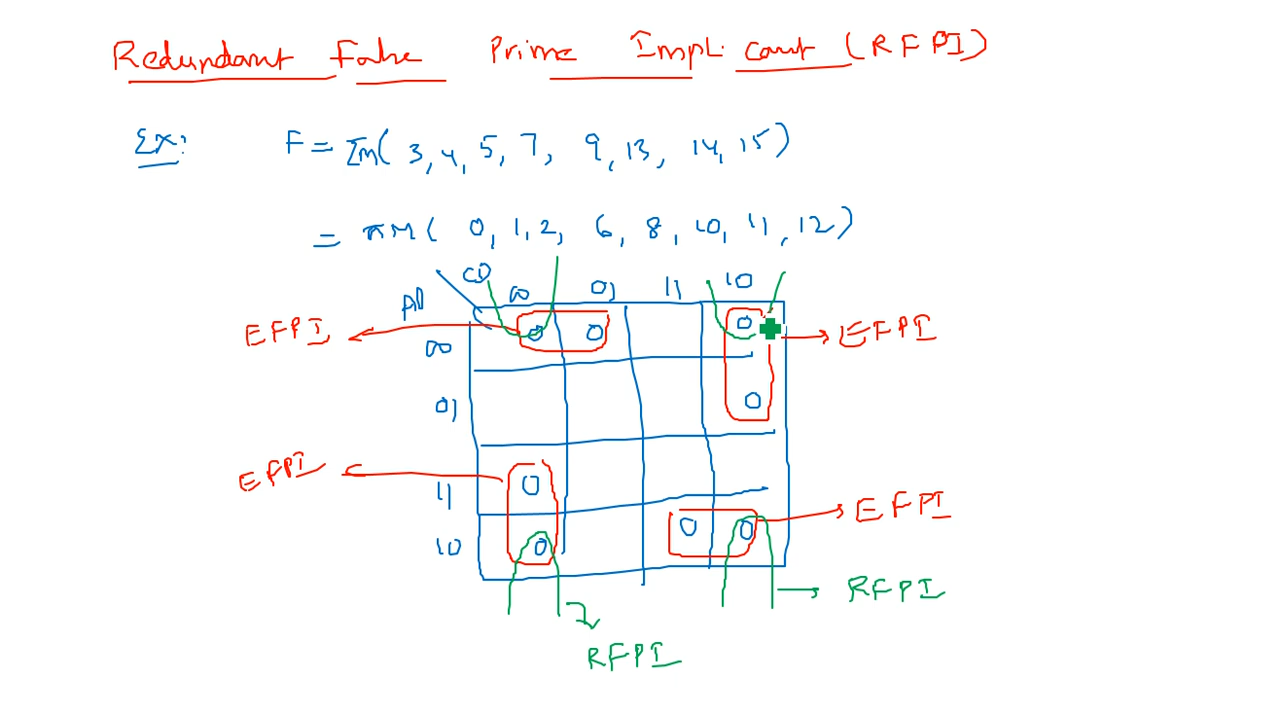 Redundant False Prime Implicant (RFPI)
Ex: F = Σm( 3, 4, 5, 7, 9, 13, 14, 15)
= πM( 0, 1, 2, 6, 8, 10, 11, 12)
CD
AB 00 01 11 10
EFPI 0 0 0 EFPI
00
01 0
EFPI 0
11 0 0 EFPI
10 0
RFPI
RFPI